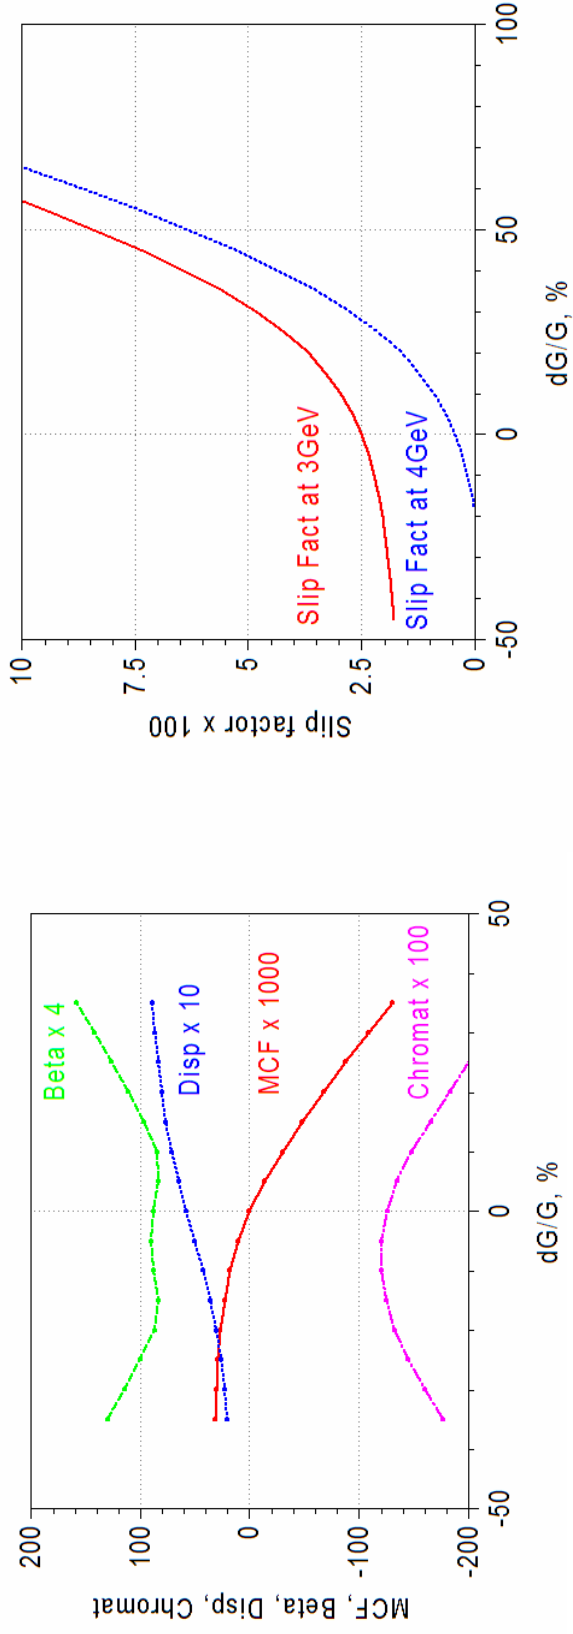 MCF, Beta, Disp, Chromat
200
100
0
-100
-200
Beta x 4
Disp x 10
MCF x 1000
Chromat x 100
-50
0
50
dG/G, %
Slip factor x 100
10
7.5
5
2.5
0
Slip Fact at 3GeV
Slip Fact at 4GeV
-50
0
50
100
dG/G, %